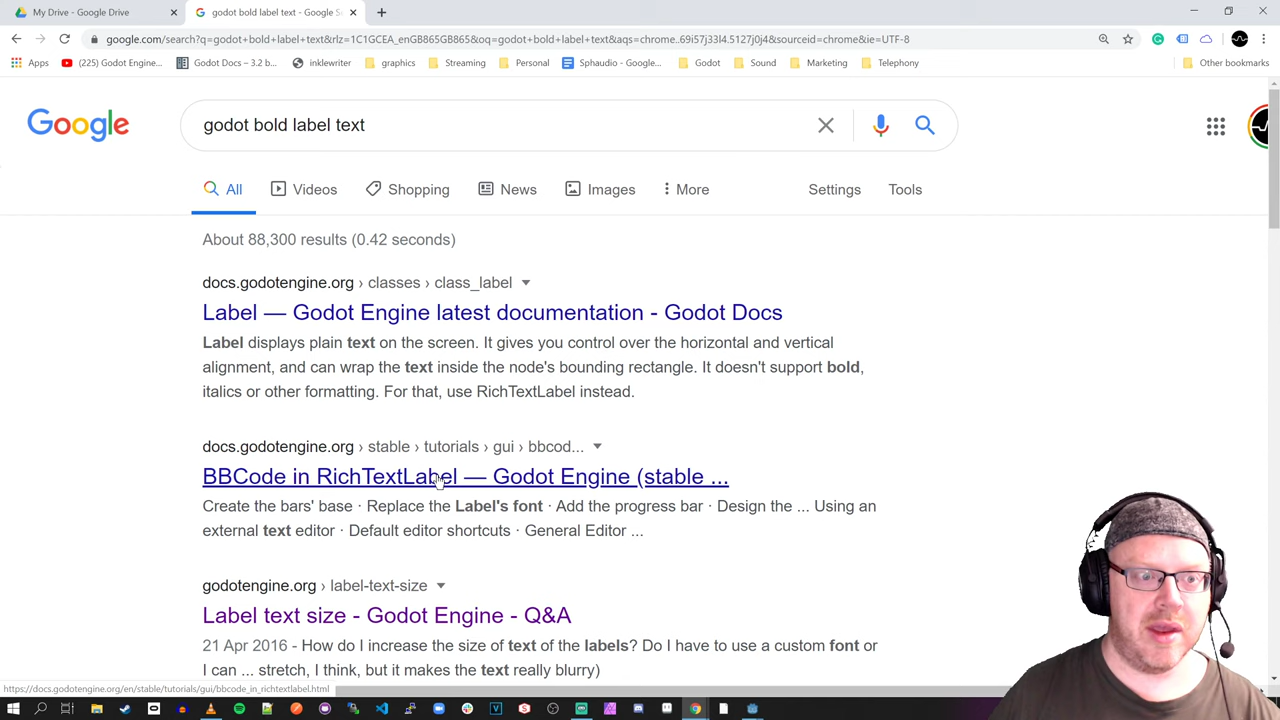 My Drive - Google Drive
godot bold label text - Google S
google.com/search?q=godot+bold+label+text&rlz=1C1GCEA_enGB865GB865&oq=godot+bold+label+text&aqs=chrome..69i57j33l4.5127j0j4&sourceid=chrome&ie=UTF-8
Apps
(225) Godot Engine...
Godot Docs – 3.2 b...
inklewriter
graphics
Streaming
Personal
Sphaudio - Google...
Godot
Sound
Marketing
Telephony
Other bookmarks
Google
godot bold label text
All
Videos
Shopping
News
Images
More
Settings
Tools
About 88,300 results (0.42 seconds)
docs.godotengine.org › classes › class_label
Label — Godot Engine latest documentation - Godot Docs
Label displays plain text on the screen. It gives you control over the horizontal and vertical
alignment, and can wrap the text inside the node's bounding rectangle. It doesn't support bold,
italics or other formatting. For that, use RichTextLabel instead.
docs.godotengine.org › stable › tutorials › gui › bbcod...
BBCode in RichTextLabel — Godot Engine (stable ...
Create the bars' base · Replace the Label's font · Add the progress bar · Design the ... Using an
external text editor · Default editor shortcuts · General Editor ...
godotengine.org › label-text-size
Label text size - Godot Engine - Q&A
21 Apr 2016 - How do I increase the size of text of the labels? Do I have to use a custom font or
I can ... stretch, I think, but it makes the text really blurry)
https://docs.godotengine.org/en/stable/tutorials/gui/bbcode_in_richtextlabel.html